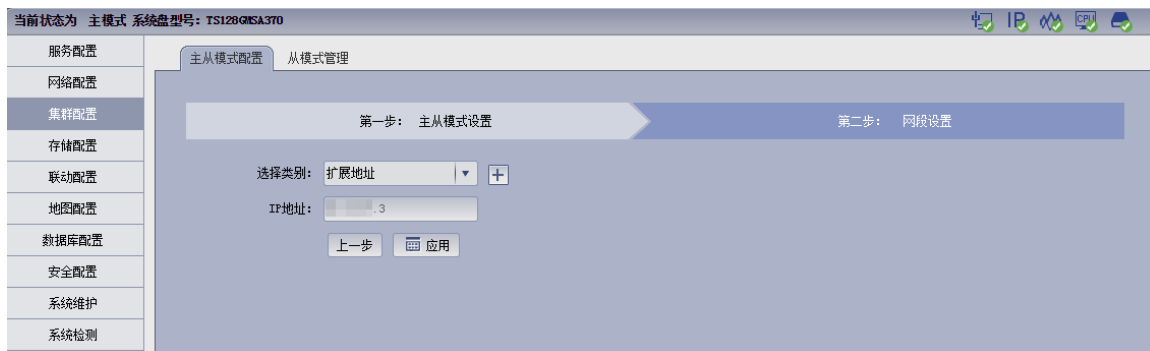 当前状态为 主模式 系统盘型号：TS128GMSA370
IP CPU
服务配置
网络配置
集群配置
存储配置
联动配置
地图配置
数据库配置
安全配置
系统维护
系统检测
主从模式配置 从模式管理
第一步： 主从模式设置 第二步： 网段设置
选择类别： 扩展地址
IP地址： .3
上一步 应用